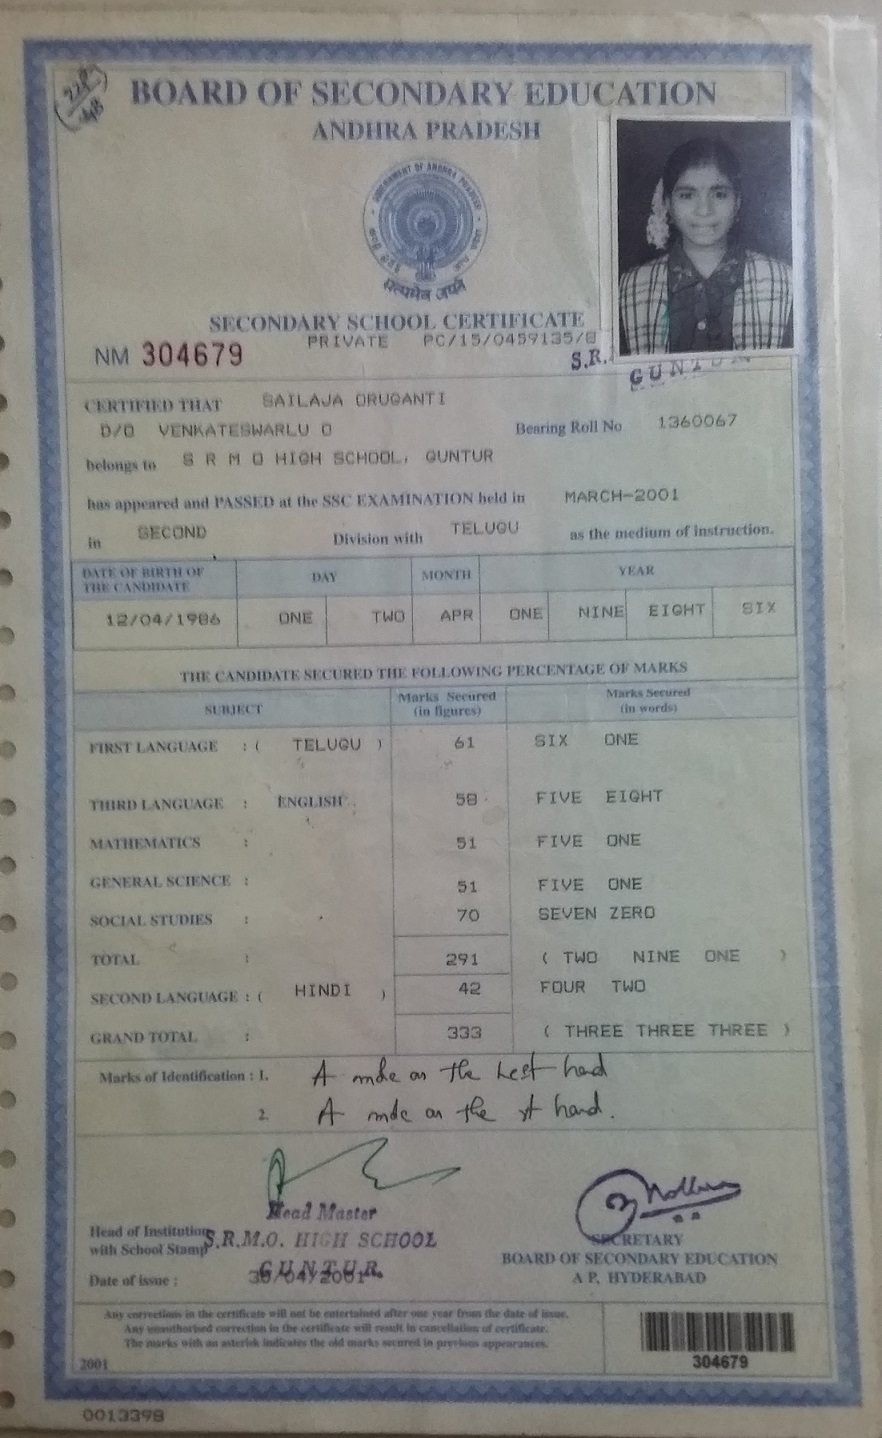 BOARD OF SECONDARY EDUCATION
ANDHRA PRADESH
GOVERNMENT OF ANDHRA PRADESH
सत्यमेव जयते
SECONDARY SCHOOL CERTIFICATE
PRIVATE PC/15/0459135/8
NM 304679
S.R.
GUNTUR
CERTIFIED THAT SAILAJA ORUGANTI
D/O VENKATESWARLU O Bearing Roll No 1360067
belongs to S R M O HIGH SCHOOL, GUNTUR
has appeared and PASSED at the SSC EXAMINATION held in MARCH-2001
in SECOND Division with TELUGU as the medium of instruction.
DATE OF BIRTH OF THE CANDIDATE DAY MONTH YEAR
12/04/1986 ONE TWO APR ONE NINE EIGHT SIX
THE CANDIDATE SECURED THE FOLLOWING PERCENTAGE OF MARKS
SUBJECT Marks Secured (in figures) Marks Secured (in words)
FIRST LANGUAGE : ( TELUGU ) 61 SIX ONE
THIRD LANGUAGE : ENGLISH 58 FIVE EIGHT
MATHEMATICS : 51 FIVE ONE
GENERAL SCIENCE : 51 FIVE ONE
SOCIAL STUDIES : 70 SEVEN ZERO
TOTAL : 291 ( TWO NINE ONE )
SECOND LANGUAGE : ( HINDI ) 42 FOUR TWO
GRAND TOTAL : 333 ( THREE THREE THREE )
Marks of Identification : 1. A mole on the left hand
2. A mole on the hand.
Head Master
Head of Institution with School Stamp S.R.M.O. HIGH SCHOOL
GUNTUR.
Date of issue : 30/04/2001
SECRETARY
BOARD OF SECONDARY EDUCATION
A P, HYDERABAD
Any corrections in the certificate will not be entertained after one year from the date of issue.
Any unauthorised correction in the certificate will result in cancellation of certificate.
The marks with an asterisk indicates the old marks secured in previous appearances.
2001
304679
0013398